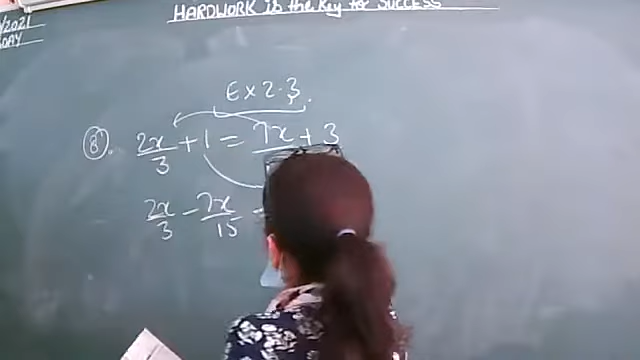 /2021
DAY
HARDWORK is the Key to SUCCESS
Ex 2.3.
8. 2x/3 + 1 = 7x + 3
2x/3 - 7x/15